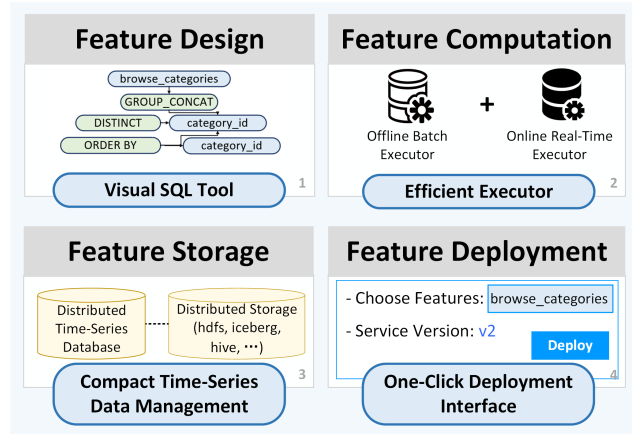 Feature Design
browse_categories
GROUP_CONCAT
DISTINCT
category_id
ORDER BY
category_id
Visual SQL Tool
1
Feature Computation
+
Offline Batch
Executor
Online Real-Time
Executor
Efficient Executor
2
Feature Storage
Distributed
Time-Series
Database
Distributed Storage
(hdfs, iceberg,
hive, ···)
Compact Time-Series
Data Management
3
Feature Deployment
- Choose Features: browse_categories
- Service Version: v2
Deploy
One-Click Deployment
Interface
4